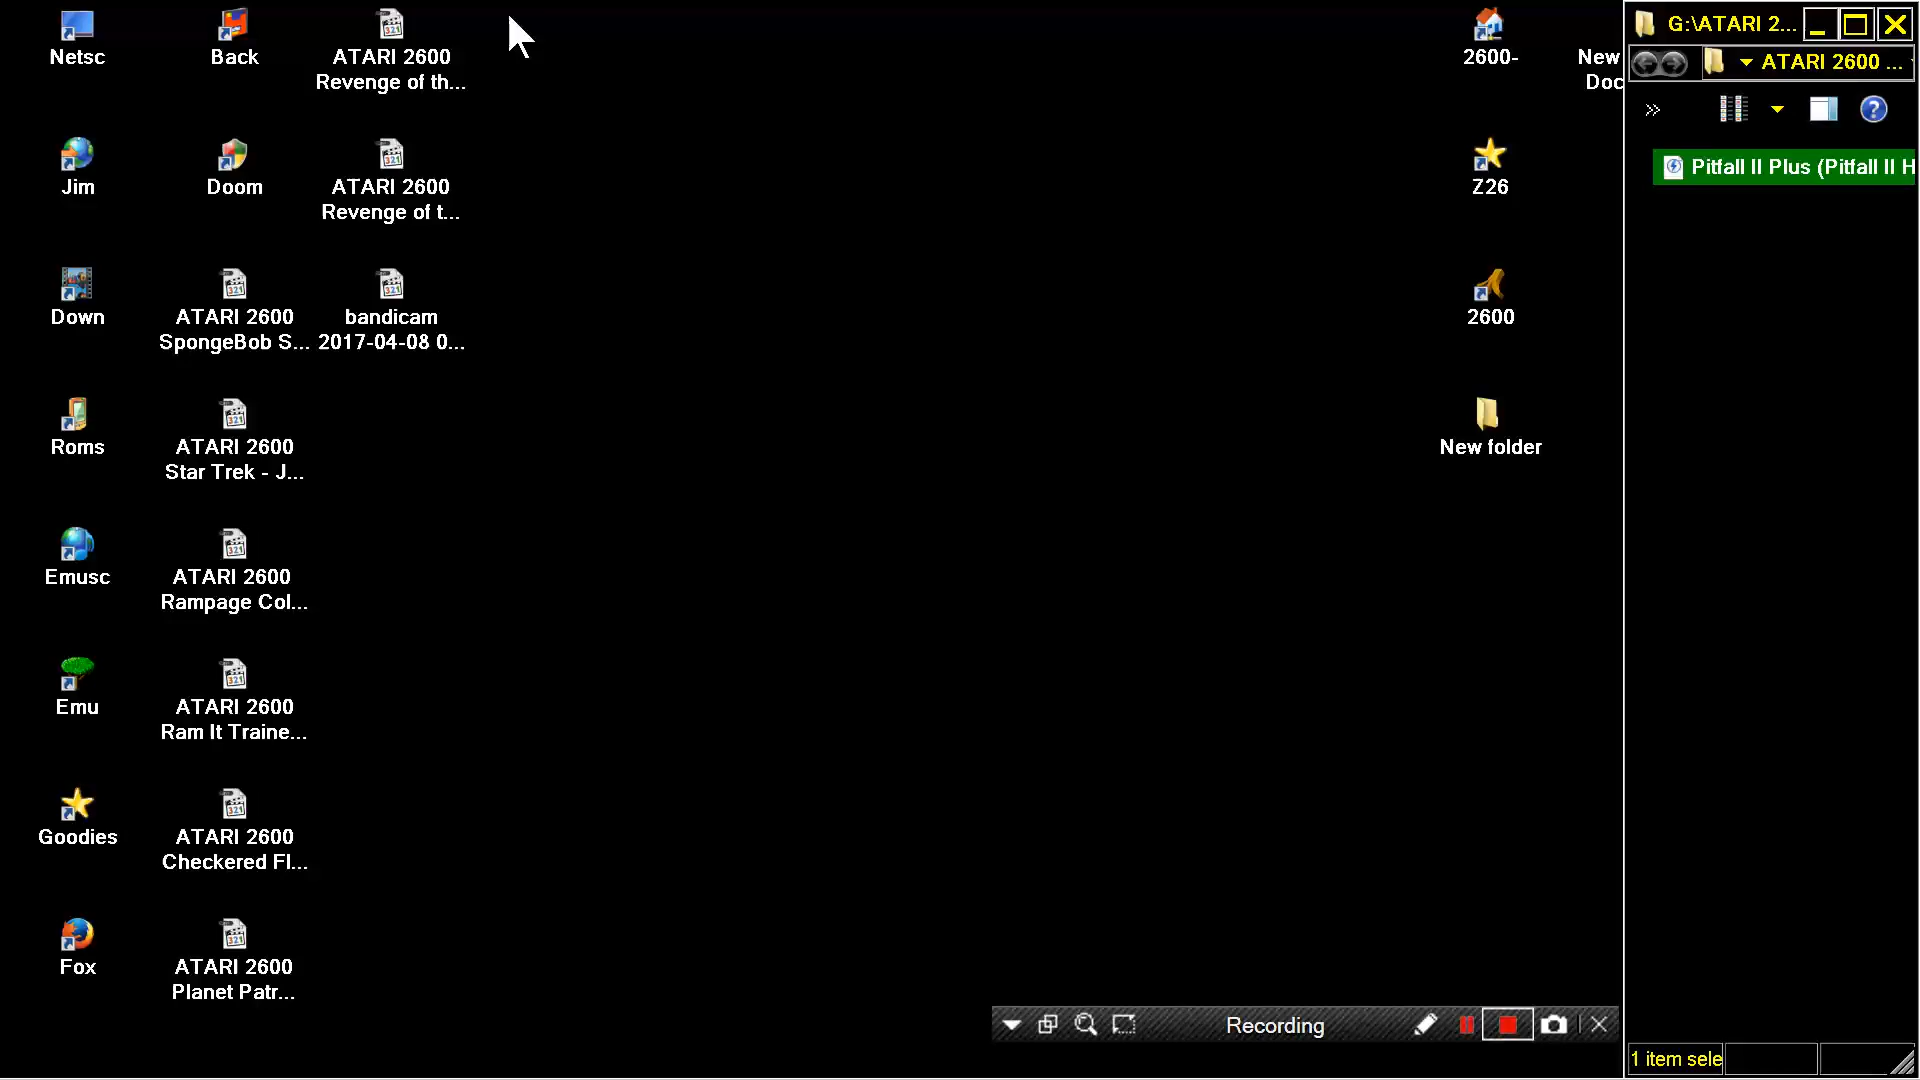 Netsc
Back
ATARI 2600
Revenge of th...
Jim
Doom
ATARI 2600
Revenge of t...
Down
ATARI 2600
SpongeBob S...
bandicam
2017-04-08 0...
Roms
ATARI 2600
Star Trek - J...
Emusc
ATARI 2600
Rampage Col...
Emu
ATARI 2600
Ram It Traine...
Goodies
ATARI 2600
Checkered Fl...
Fox
ATARI 2600
Planet Patr...
2600-
New
Doc
Z26
2600
New folder
Recording
G:\ATARI 2...
ATARI 2600 ...
Pitfall II Plus (Pitfall II H
1 item sele